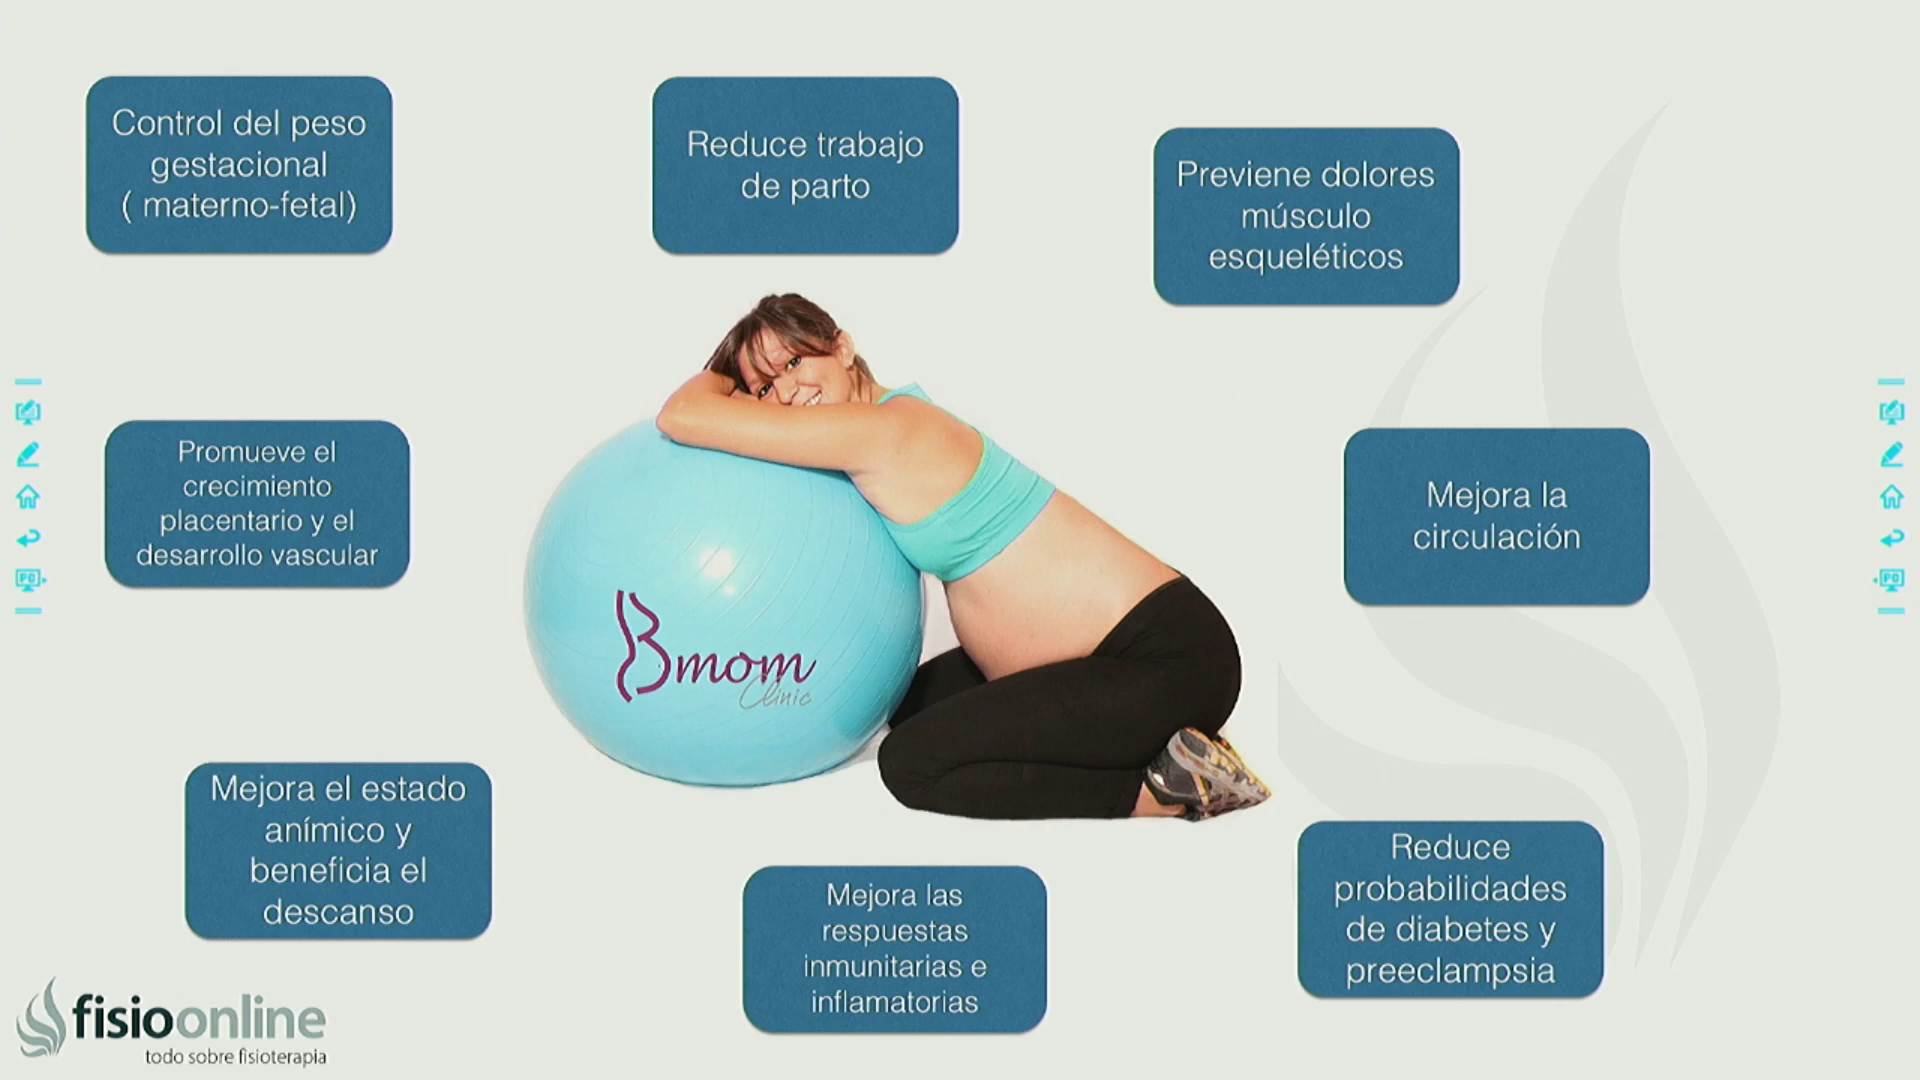 Control del peso
gestacional
( materno-fetal)
Reduce trabajo
de parto
Previene dolores
músculo
esqueléticos
Promueve el
crecimiento
placentario y el
desarrollo vascular
Mejora la
circulación
Bmom
Clinic
Mejora el estado
anímico y
beneficia el
descanso
Mejora las
respuestas
inmunitarias e
inflamatorias
Reduce
probabilidades
de diabetes y
preeclampsia
PC
PC
fisioonline
todo sobre fisioterapia